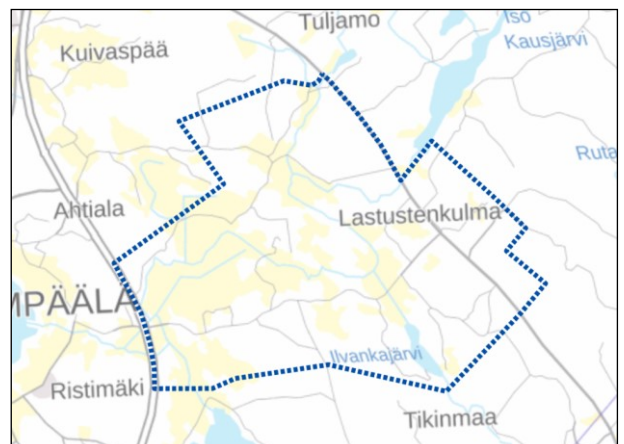 Tuljamo
Iso
Kausjärvi
Kuivaspää
Ruta
Ahtiala
Lastustenkulma
MPÄÄLÄ
Ilvankajärvi
Ristimäki
Tikinmaa